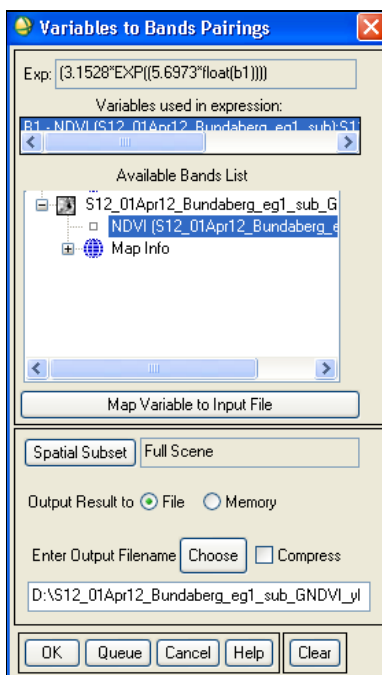 Variables to Bands Pairings
Exp: (3.1528*EXP((5.6973*float(b1))))
Variables used in expression:
B1 - NDVI (S12_01Apr12_Bundaberg_eg1_sub):S1
Available Bands List
S12_01Apr12_Bundaberg_eg1_sub_G
NDVI (S12_01Apr12_Bundaberg_e
Map Info
Map Variable to Input File
Spatial Subset Full Scene
Output Result to File Memory
Enter Output Filename Choose Compress
D:\S12_01Apr12_Bundaberg_eg1_sub_GNDVI_yl
OK Queue Cancel Help Clear